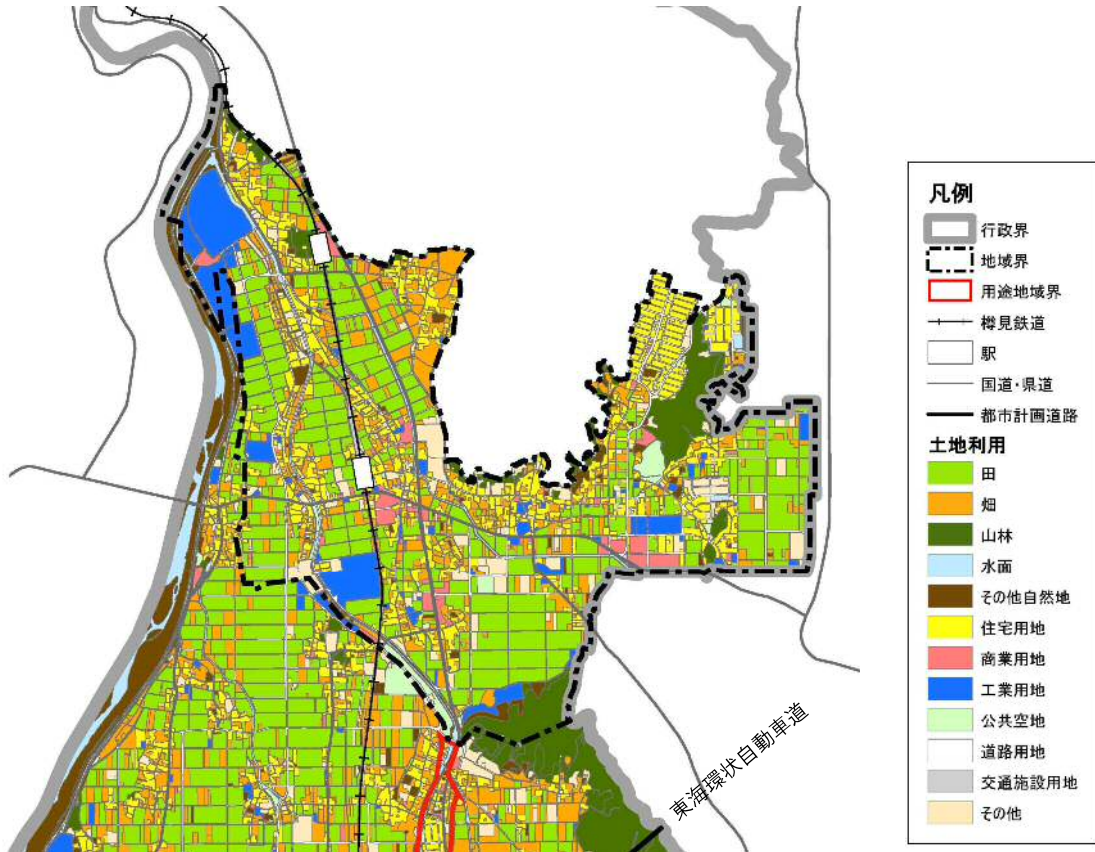 凡例
行政界
地域界
用途地域界
樽見鉄道
駅
国道・県道
都市計画道路
土地利用
田
畑
山林
水面
その他自然地
住宅用地
商業用地
工業用地
公共空地
道路用地
交通施設用地
その他
東海環状自動車道